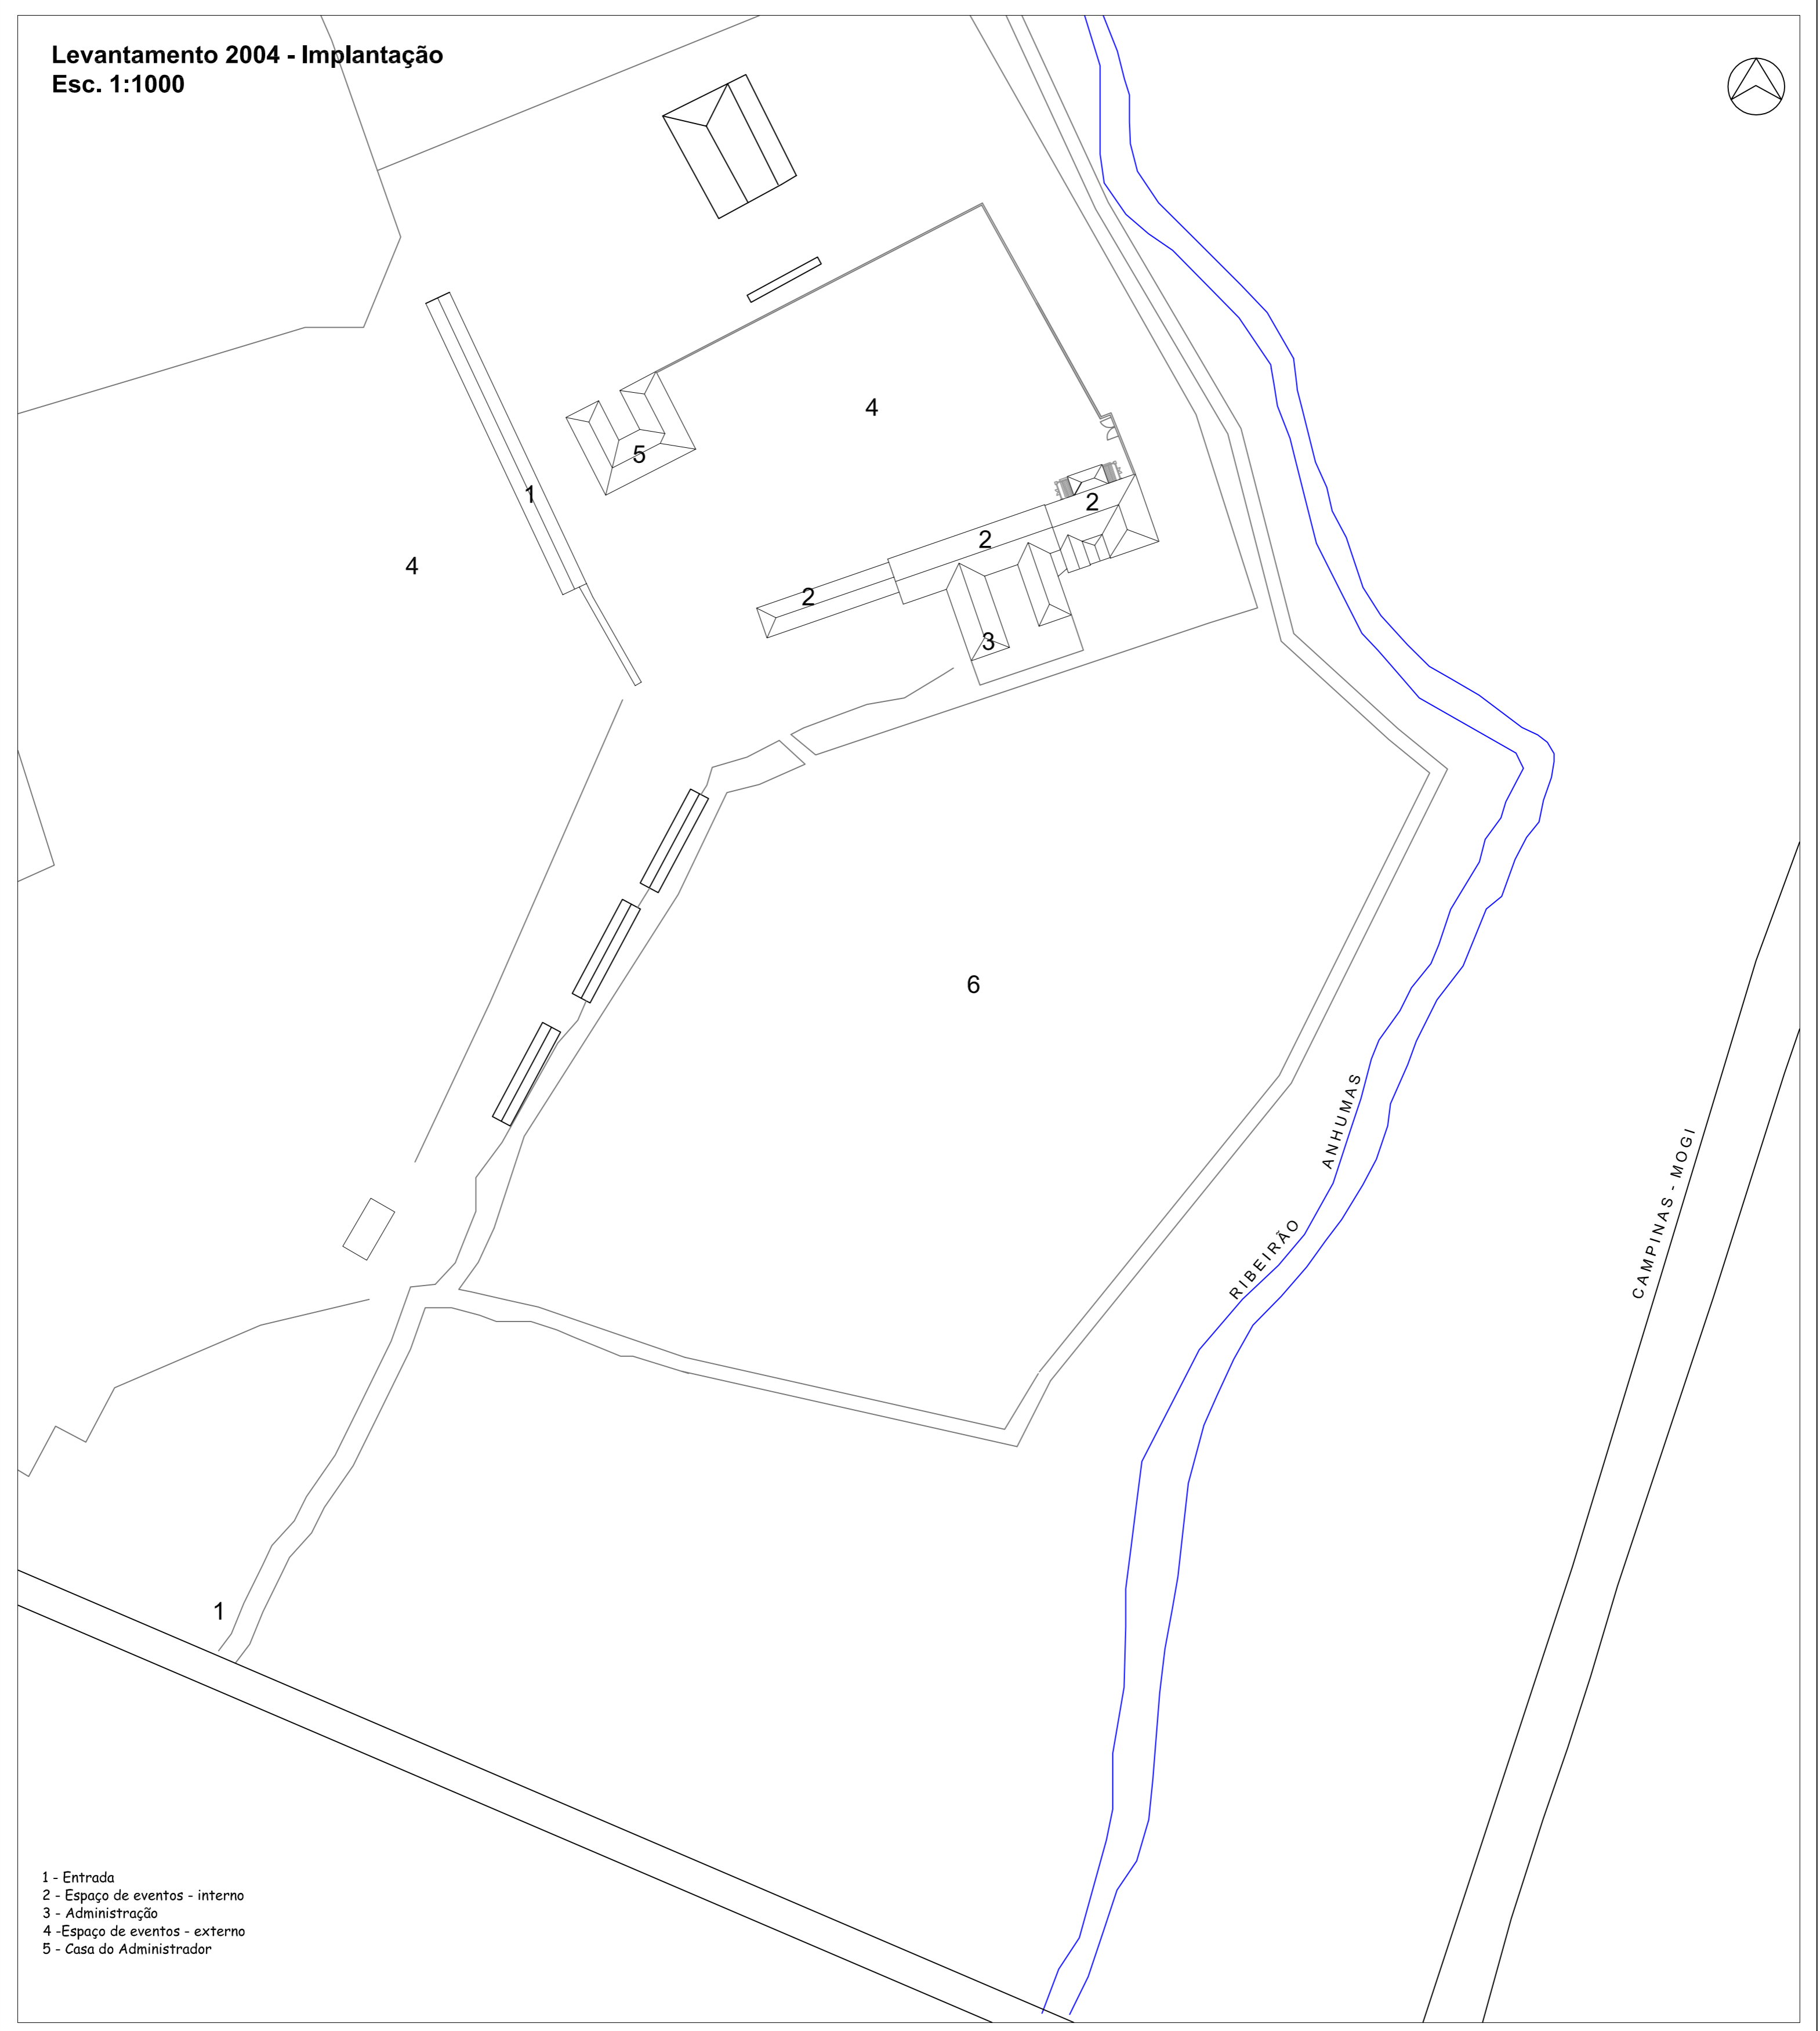 Levantamento 2004 - Implantação
Esc. 1:1000
4
5
1
2
2
4
2
3
6
ANHUMAS
RIBEIRÃO
CAMPINAS - MOGI
1
1 - Entrada
2 - Espaço de eventos - interno
3 - Administração
4 -Espaço de eventos - externo
5 - Casa do Administrador